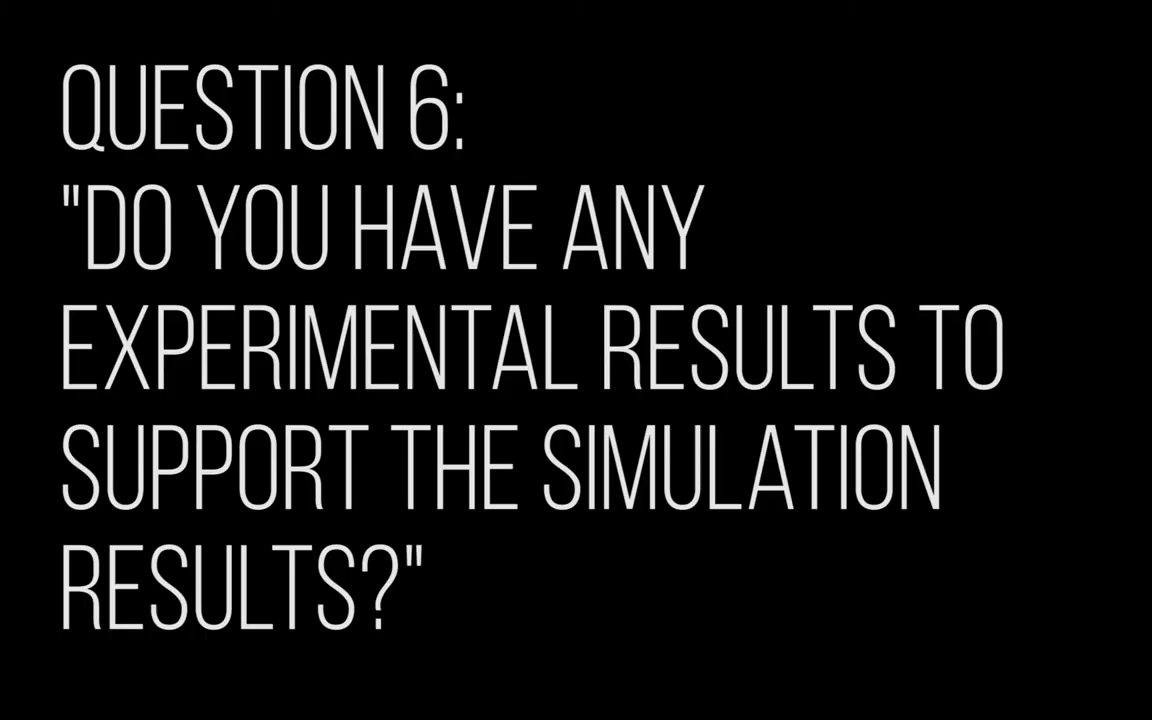 QUESTION 6:
"DO YOU HAVE ANY
EXPERIMENTAL RESULTS TO
SUPPORT THE SIMULATION
RESULTS?"